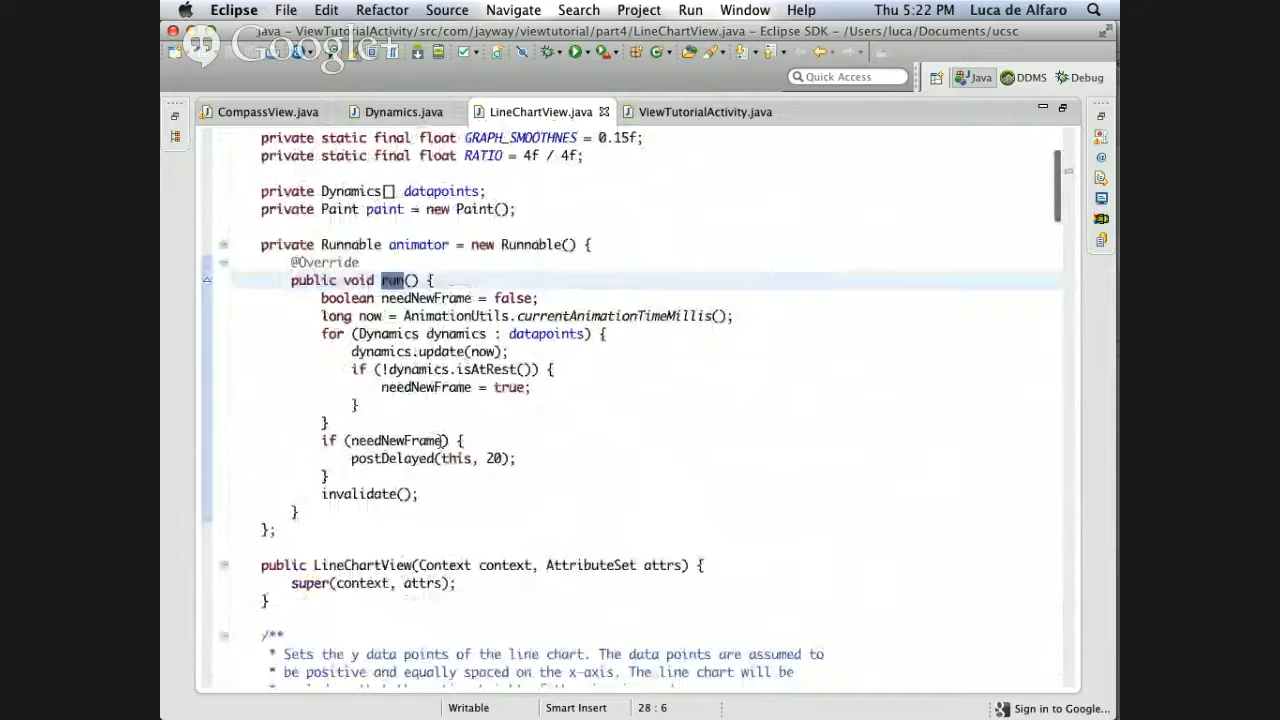 Eclipse File Edit Refactor Source Navigate Search Project Run Window Help Thu 5:22 PM Luca de Alfaro
Java – ViewTutorialActivity/src/com/jayway/viewtutorial/part4/LineChartView.java – Eclipse SDK – /Users/luca/Documents/ucsc
Google+
Quick Access Java DDMS Debug
CompassView.java Dynamics.java LineChartView.java ViewTutorialActivity.java
private static final float GRAPH_SMOOTHNES = 0.15f;
private static final float RATIO = 4f / 4f;
private Dynamics[] datapoints;
private Paint paint = new Paint();
private Runnable animator = new Runnable() {
@Override
public void run() {
boolean needNewFrame = false;
long now = AnimationUtils.currentAnimationTimeMillis();
for (Dynamics dynamics : datapoints) {
dynamics.update(now);
if (!dynamics.isAtRest()) {
needNewFrame = true;
}
}
if (needNewFrame) {
postDelayed(this, 20);
}
invalidate();
}
};
public LineChartView(Context context, AttributeSet attrs) {
super(context, attrs);
}
/**
* Sets the y data points of the line chart. The data points are assumed to
* be positive and equally spaced on the x-axis. The line chart will be
Writable Smart Insert 28 : 6 Sign in to Google...